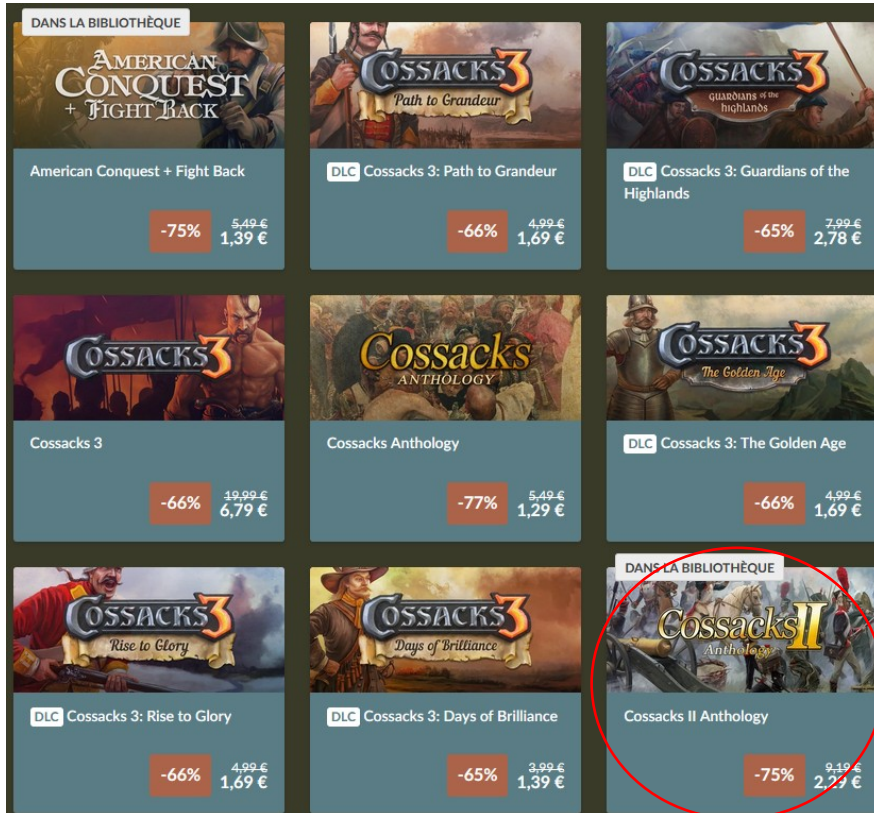 DANS LA BIBLIOTHÈQUE
AMERICAN
CONQUEST
+ FIGHT BACK
American Conquest + Fight Back
-75%
5,49 €
1,39 €
COSSACKS 3
Path to Grandeur
DLC Cossacks 3: Path to Grandeur
-66%
4,99 €
1,69 €
COSSACKS 3
GUARDIANS of the
highlands
DLC Cossacks 3: Guardians of the
Highlands
-65%
7,99 €
2,78 €
COSSACKS 3
Cossacks 3
-66%
19,99 €
6,79 €
Cossacks
ANTHOLOGY
Cossacks Anthology
-77%
5,49 €
1,29 €
COSSACKS 3
The Golden Age
DLC Cossacks 3: The Golden Age
-66%
4,99 €
1,69 €
COSSACKS 3
Rise to Glory
DLC Cossacks 3: Rise to Glory
-66%
4,99 €
1,69 €
COSSACKS 3
Days of Brilliance
DLC Cossacks 3: Days of Brilliance
-65%
3,99 €
1,39 €
DANS LA BIBLIOTHÈQUE
Cossacks II
Anthology
Cossacks II Anthology
-75%
9,19 €
2,29 €